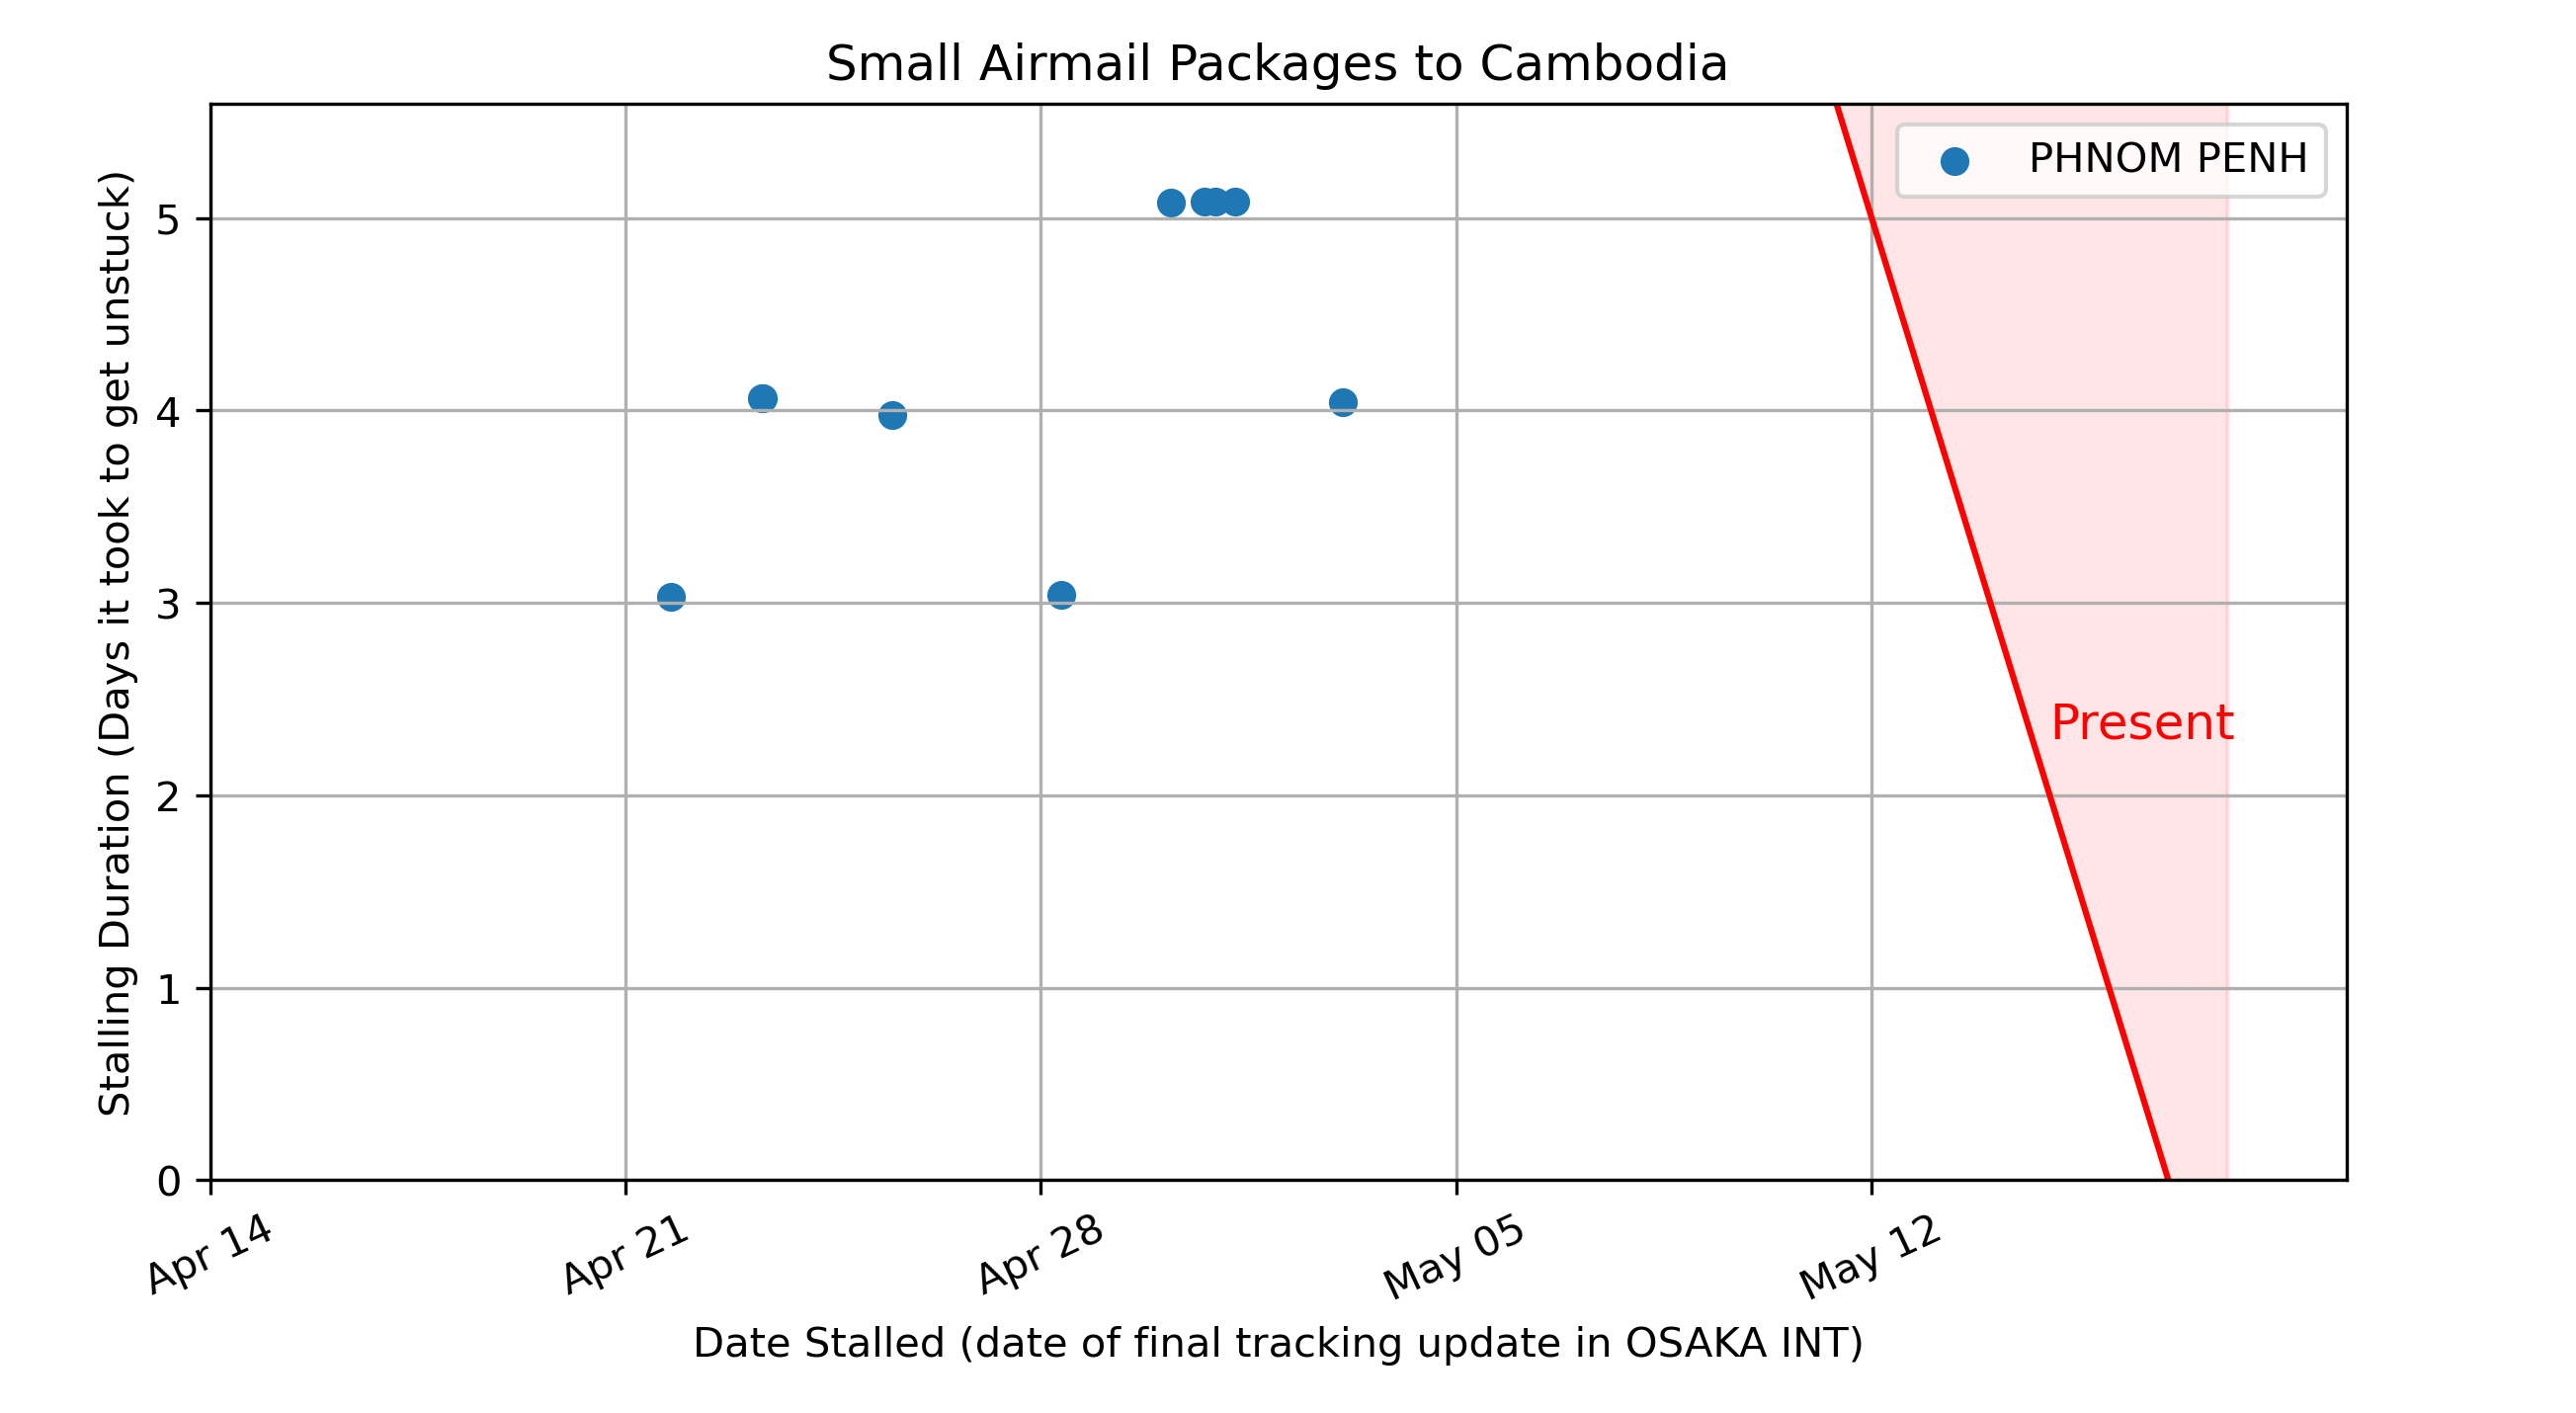 Small Airmail Packages to Cambodia
PHNOM PENH
Stalling Duration (Days it took to get unstuck)
5
4
3
2
1
0
Present
Apr 14
Apr 21
Apr 28
May 05
May 12
Date Stalled (date of final tracking update in OSAKA INT)